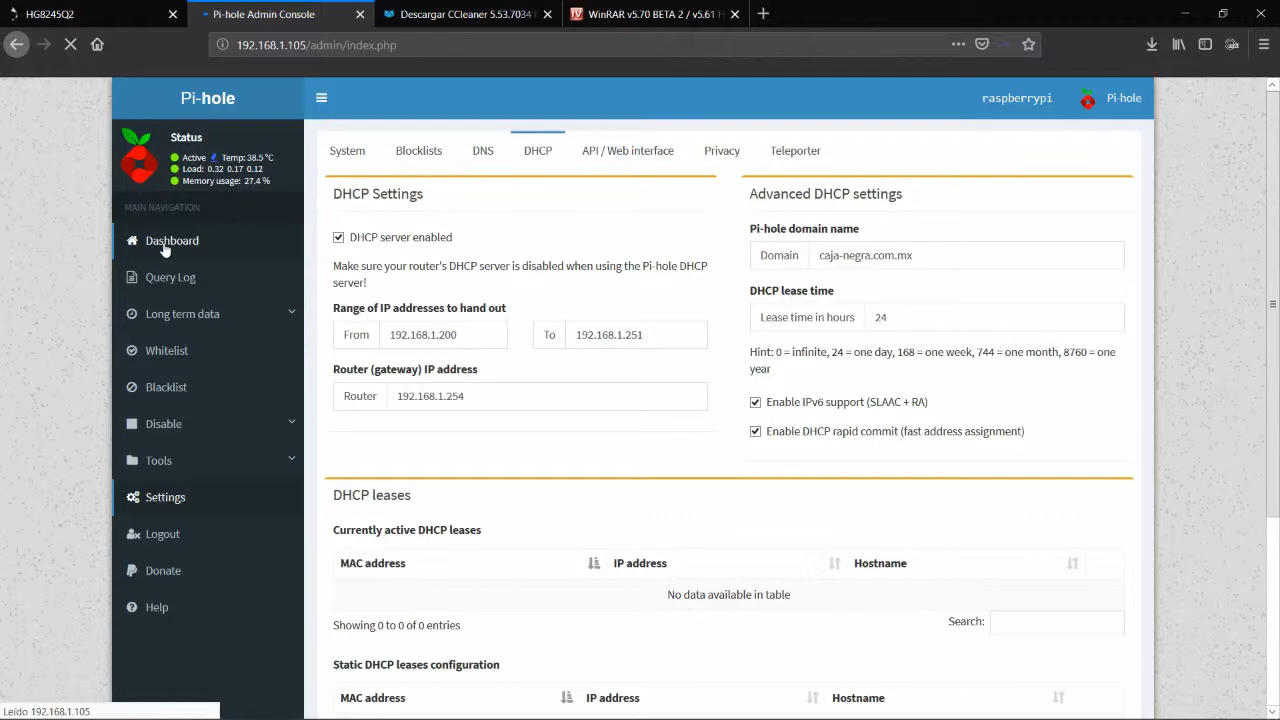 HG8245Q2
Pi-hole Admin Console
Descargar CCleaner 5.53.7034
WinRAR v5.70 BETA 2 / v5.61 F
192.168.1.105/admin/index.php
Pi-hole
raspberrypi
Pi-hole
Status
Active Temp: 38.5 °C
Load: 0.32 0.17 0.12
Memory usage: 27.4 %
MAIN NAVIGATION
Dashboard
Query Log
Long term data
Whitelist
Blacklist
Disable
Tools
Settings
Logout
Donate
Help
System Blocklists DNS DHCP API / Web interface Privacy Teleporter
DHCP Settings
DHCP server enabled
Make sure your router's DHCP server is disabled when using the Pi-hole DHCP
server!
Range of IP addresses to hand out
From 192.168.1.200 To 192.168.1.251
Router (gateway) IP address
Router 192.168.1.254
Advanced DHCP settings
Pi-hole domain name
Domain caja-negra.com.mx
DHCP lease time
Lease time in hours 24
Hint: 0 = infinite, 24 = one day, 168 = one week, 744 = one month, 8760 = one
year
Enable IPv6 support (SLAAC + RA)
Enable DHCP rapid commit (fast address assignment)
DHCP leases
Currently active DHCP leases
MAC address IP address Hostname
No data available in table
Showing 0 to 0 of 0 entries
Search:
Static DHCP leases configuration
MAC address IP address Hostname
Leído 192.168.1.105